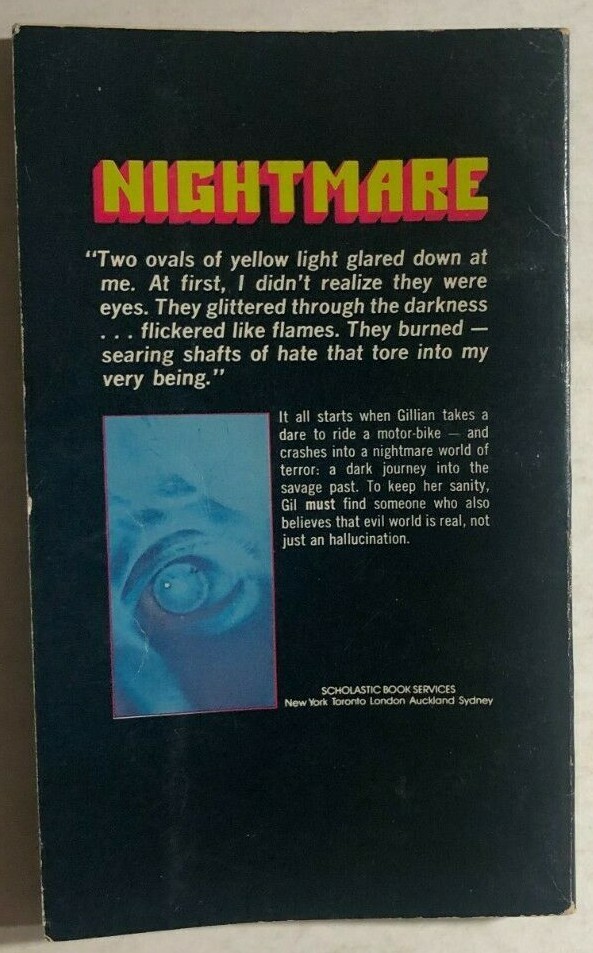 NIGHTMARE
“Two ovals of yellow light glared down at
me. At first, I didn’t realize they were
eyes. They glittered through the darkness
. . . flickered like flames. They burned —
searing shafts of hate that tore into my
very being.”
It all starts when Gillian takes a
dare to ride a motor-bike — and
crashes into a nightmare world of
terror: a dark journey into the
savage past. To keep her sanity,
Gil must find someone who also
believes that evil world is real, not
just an hallucination.
SCHOLASTIC BOOK SERVICES
New York Toronto London Auckland Sydney